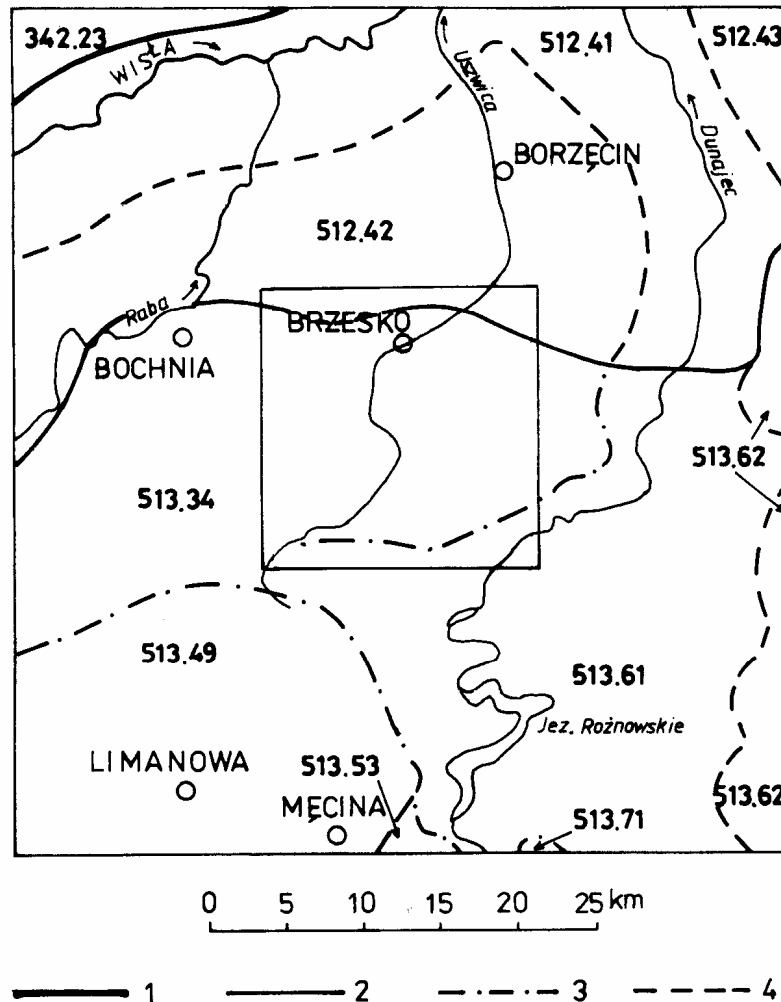 342.23
WISŁA
Uszwica
512.41
512.43
Dunajec
BORZĘCIN
512.42
Raba
BRZESKO
BOCHNIA
513.62
513.34
513.49
513.61
Jez. Rożnowskie
LIMANOWA
513.53
513.62
MĘCINA
513.71
0 5 10 15 20 25 km
1 2 3 4